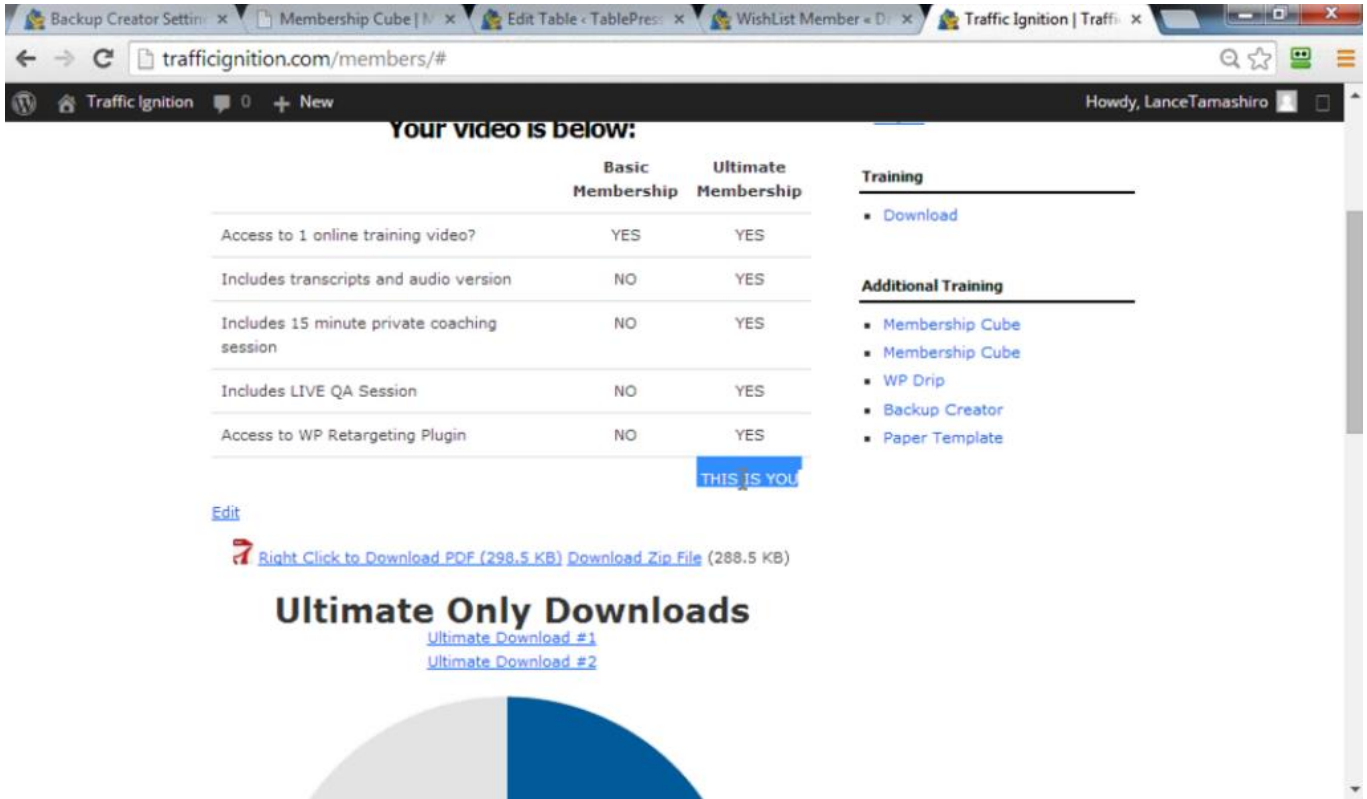 Backup Creator Settin
Membership Cube | M
Edit Table ‹ TablePress
WishList Member « D
Traffic Ignition | Traffi
trafficignition.com/members/#
Traffic Ignition 0 + New
Howdy, LanceTamashiro
Your video is below:
Basic Membership
Ultimate Membership
Access to 1 online training video? YES YES
Includes transcripts and audio version NO YES
Includes 15 minute private coaching
session NO YES
Includes LIVE QA Session NO YES
Access to WP Retargeting Plugin NO YES
THIS IS YOU
Edit
Right Click to Download PDF (298.5 KB) Download Zip File (288.5 KB)
Ultimate Only Downloads
Ultimate Download #1
Ultimate Download #2
Training
Download
Additional Training
Membership Cube
Membership Cube
WP Drip
Backup Creator
Paper Template